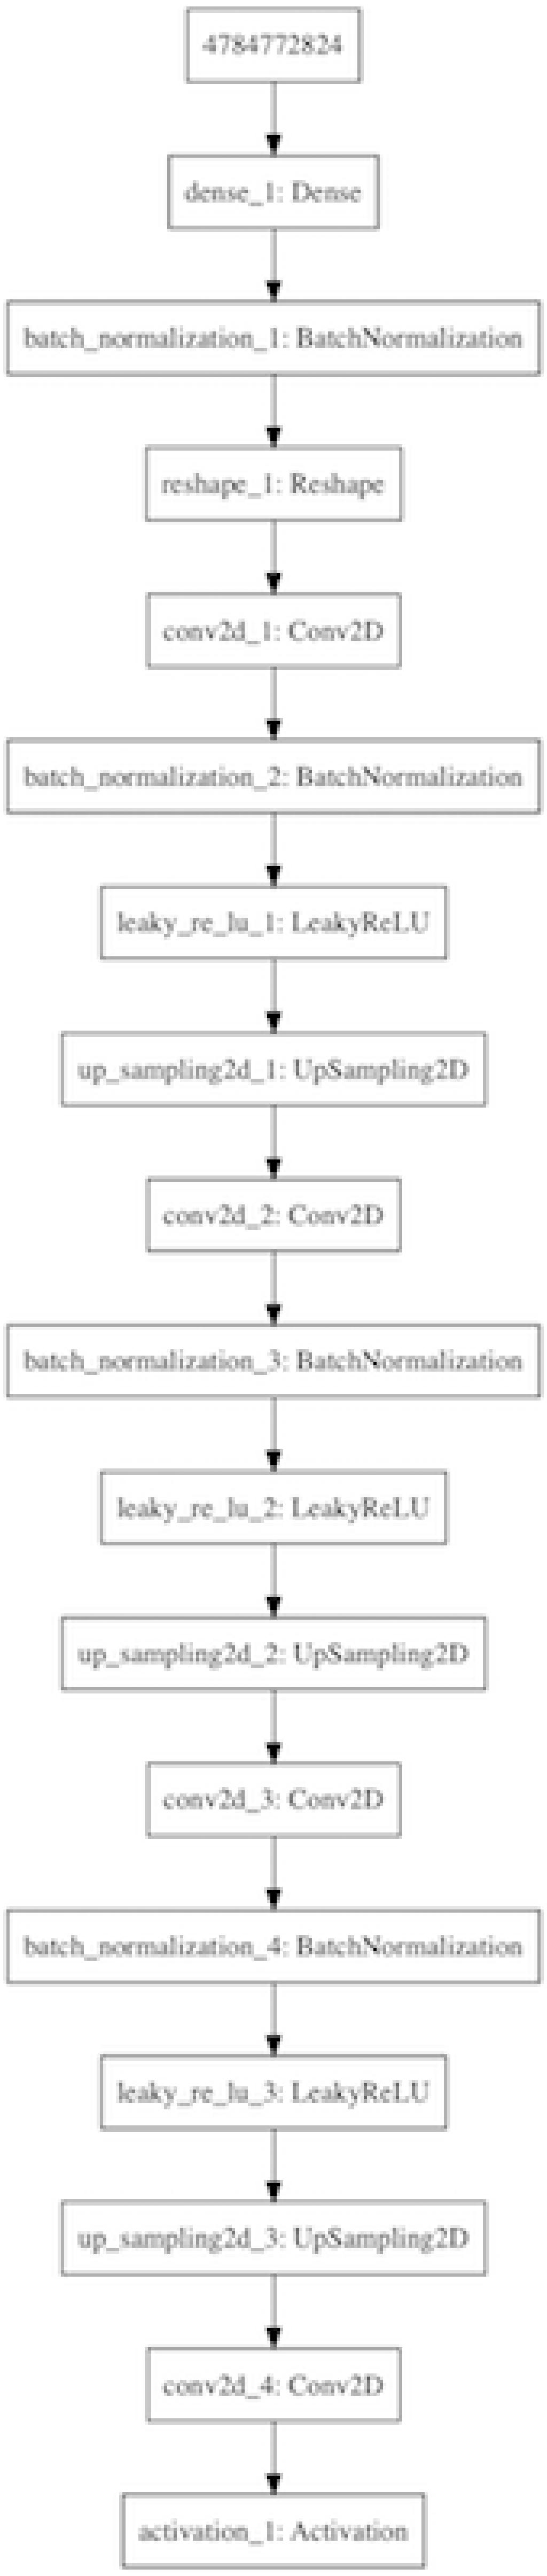 4784772824
dense_1: Dense
batch_normalization_1: BatchNormalization
reshape_1: Reshape
conv2d_1: Conv2D
batch_normalization_2: BatchNormalization
leaky_re_lu_1: LeakyReLU
up_sampling2d_1: UpSampling2D
conv2d_2: Conv2D
batch_normalization_3: BatchNormalization
leaky_re_lu_2: LeakyReLU
up_sampling2d_2: UpSampling2D
conv2d_3: Conv2D
batch_normalization_4: BatchNormalization
leaky_re_lu_3: LeakyReLU
up_sampling2d_3: UpSampling2D
conv2d_4: Conv2D
activation_1: Activation